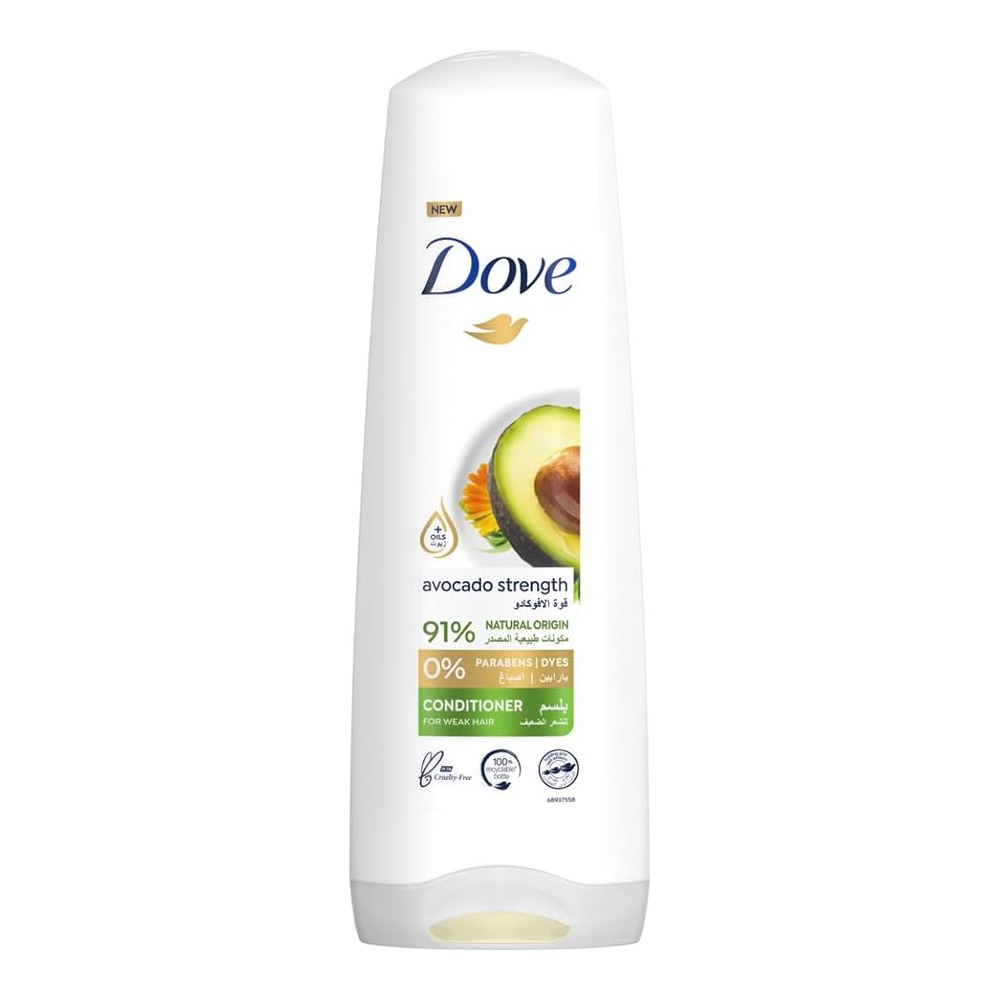 NEW
Dove
+
OILS
زيوت
avocado strength
قوة الافوكادو
91% NATURAL ORIGIN
مكونات طبيعية المصدر
0% PARABENS | DYES
بارابين | أصباغ
CONDITIONER بلسم
FOR WEAK HAIR للشعر الضعيف
PETA
Cruelty-Free
100%
recyclable*
bottle
68937558